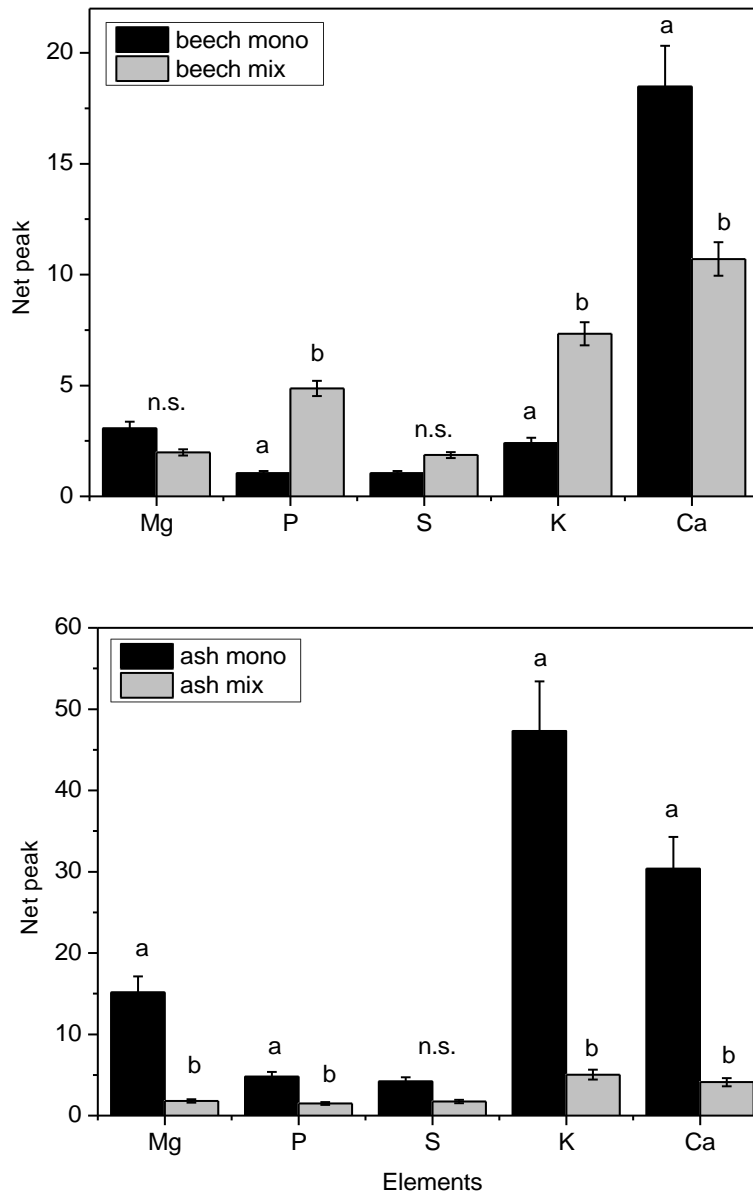 beech mono
beech mix
20
15
10
5
0
Net peak
n.s.
a
b
n.s.
a
b
a
b
Mg P S K Ca
60
50
40
30
20
10
0
Net peak
ash mono
ash mix
a
b
a
b
n.s.
a
b
a
b
Mg P S K Ca
Elements